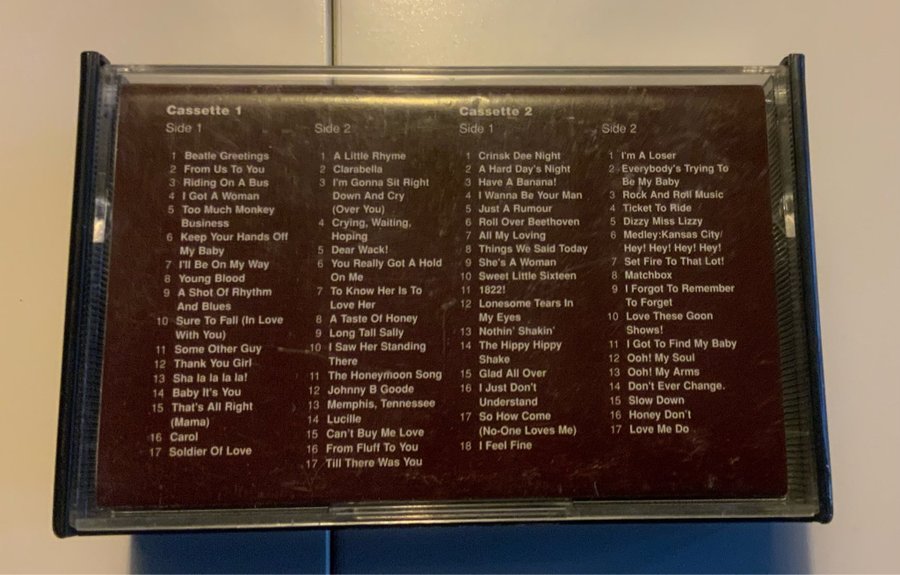 Cassette 1
Side 1
1 Beatle Greetings
2 From Us To You
3 Riding On A Bus
4 I Got A Woman
5 Too Much Monkey
Business
6 Keep Your Hands Off
My Baby
7 I'll Be On My Way
8 Young Blood
9 A Shot Of Rhythm
And Blues
10 Sure To Fall (In Love
With You)
11 Some Other Guy
12 Thank You Girl
13 Sha la la la la!
14 Baby It's You
15 That's All Right
(Mama)
16 Carol
17 Soldier Of Love
Side 2
1 A Little Rhyme
2 Clarabella
3 I'm Gonna Sit Right
Down And Cry
(Over You)
4 Crying, Waiting,
Hoping
5 Dear Wack!
6 You Really Got A Hold
On Me
7 To Know Her Is To
Love Her
8 A Taste Of Honey
9 Long Tall Sally
10 I Saw Her Standing
There
11 The Honeymoon Song
12 Johnny B Goode
13 Memphis, Tennessee
14 Lucille
15 Can't Buy Me Love
16 From Fluff To You
17 Till There Was You
Cassette 2
Side 1
1 Crinsk Dee Night
2 A Hard Day's Night
3 Have A Banana!
4 I Wanna Be Your Man
5 Just A Rumour
6 Roll Over Beethoven
7 All My Loving
8 Things We Said Today
9 She's A Woman
10 Sweet Little Sixteen
11 1822!
12 Lonesome Tears In
My Eyes
13 Nothin' Shakin'
14 The Hippy Hippy
Shake
15 Glad All Over
16 I Just Don't
Understand
17 So How Come
(No-One Loves Me)
18 I Feel Fine
Side 2
1 I'm A Loser
2 Everybody's Trying To
Be My Baby
3 Rock And Roll Music
4 Ticket To Ride
5 Dizzy Miss Lizzy
6 Medley:Kansas City/
Hey! Hey! Hey! Hey!
7 Set Fire To That Lot!
8 Matchbox
9 I Forgot To Remember
To Forget
10 Love These Goon
Shows!
11 I Got To Find My Baby
12 Ooh! My Soul
13 Ooh! My Arms
14 Don't Ever Change.
15 Slow Down
16 Honey Don't
17 Love Me Do